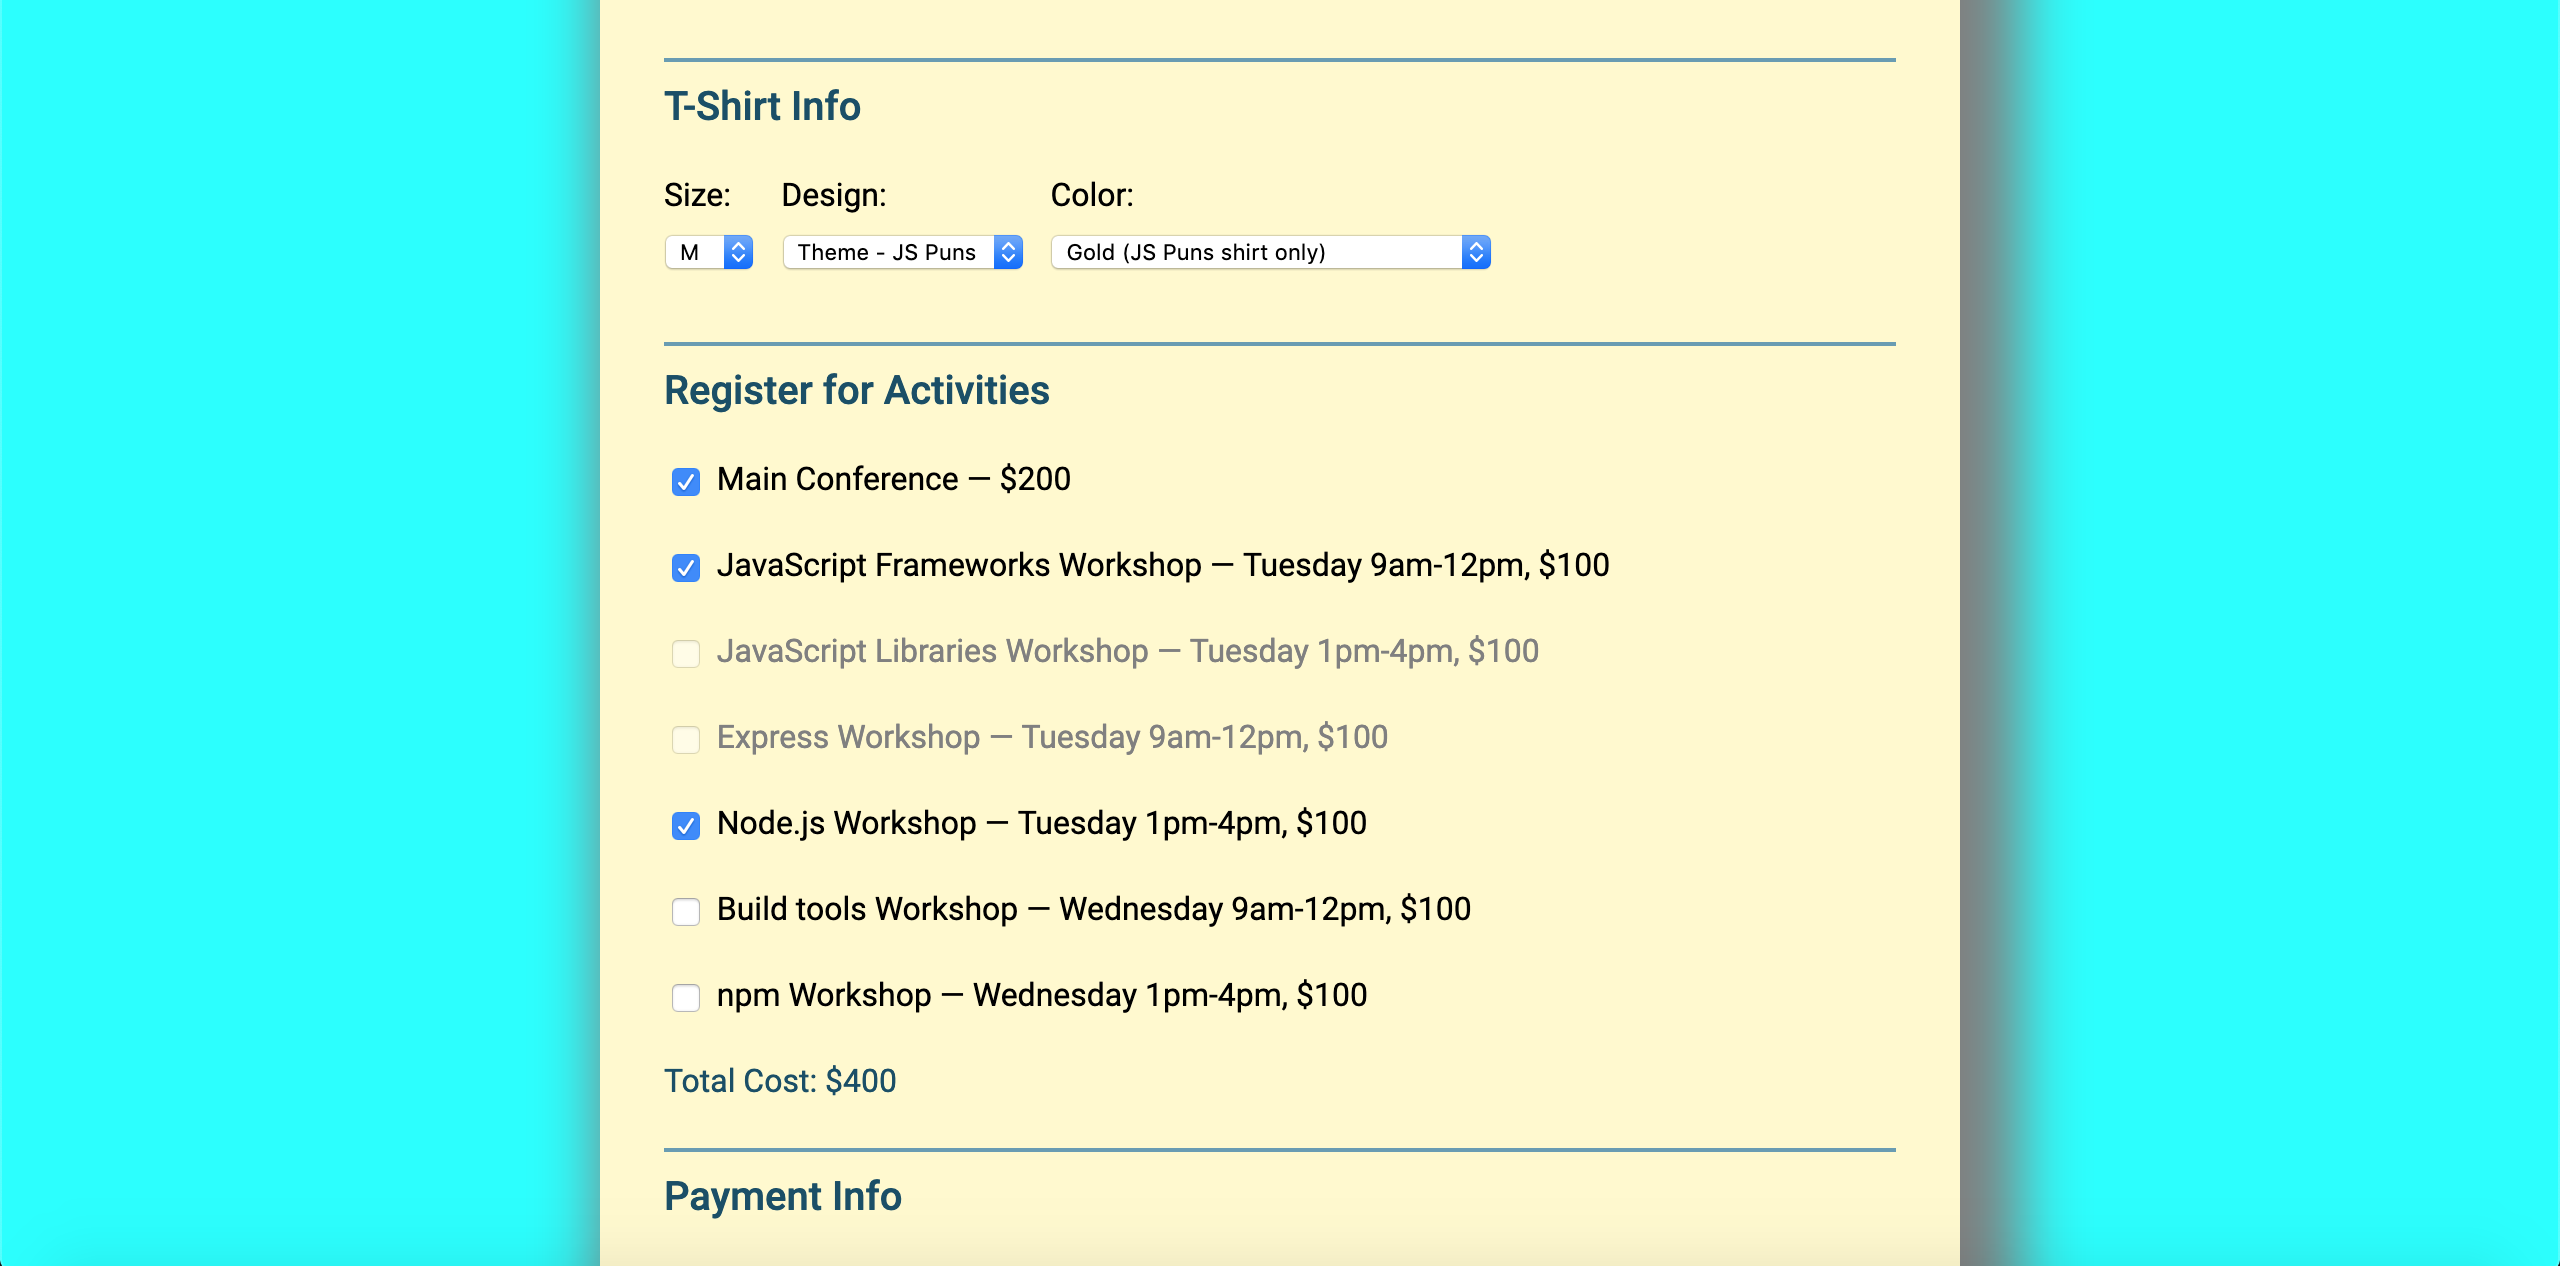 T-Shirt Info
Size: Design: Color:
M Theme - JS Puns Gold (JS Puns shirt only)
Register for Activities
Main Conference — $200
JavaScript Frameworks Workshop — Tuesday 9am-12pm, $100
JavaScript Libraries Workshop — Tuesday 1pm-4pm, $100
Express Workshop — Tuesday 9am-12pm, $100
Node.js Workshop — Tuesday 1pm-4pm, $100
Build tools Workshop — Wednesday 9am-12pm, $100
npm Workshop — Wednesday 1pm-4pm, $100
Total Cost: $400
Payment Info